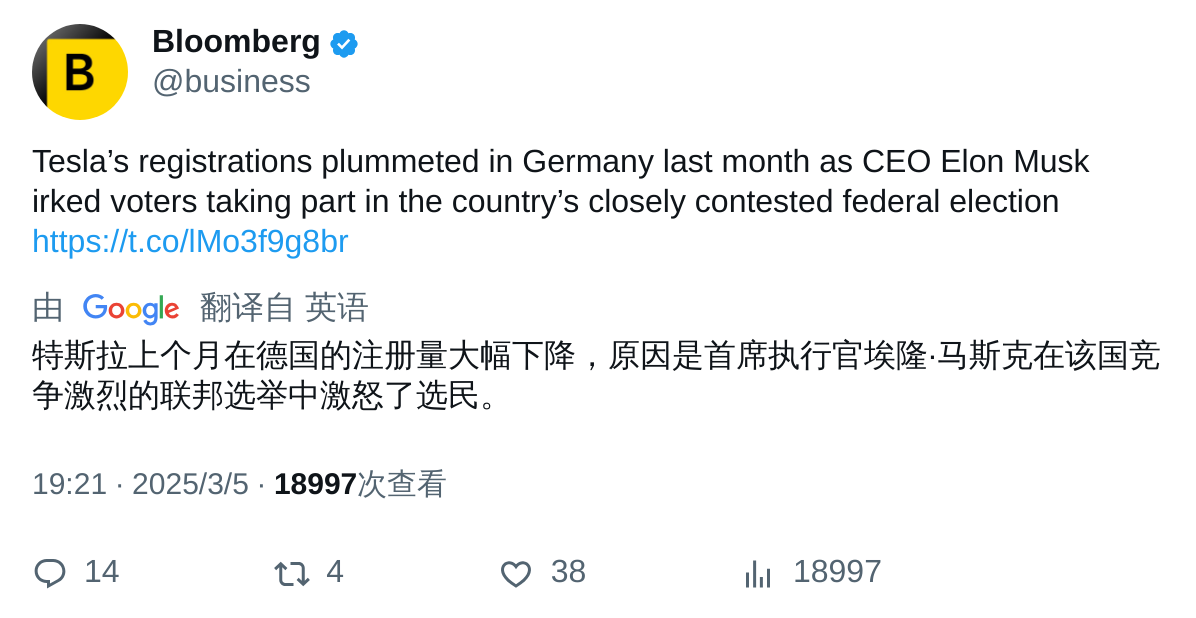 B
Bloomberg
@business
Tesla’s registrations plummeted in Germany last month as CEO Elon Musk
irked voters taking part in the country’s closely contested federal election
https://t.co/lMo3f9g8br
由 Google 翻译自 英语
特斯拉上个月在德国的注册量大幅下降，原因是首席执行官埃隆·马斯克在该国竞
争激烈的联邦选举中激怒了选民。
19:21 · 2025/3/5 · 18997次查看
14 4 38 18997